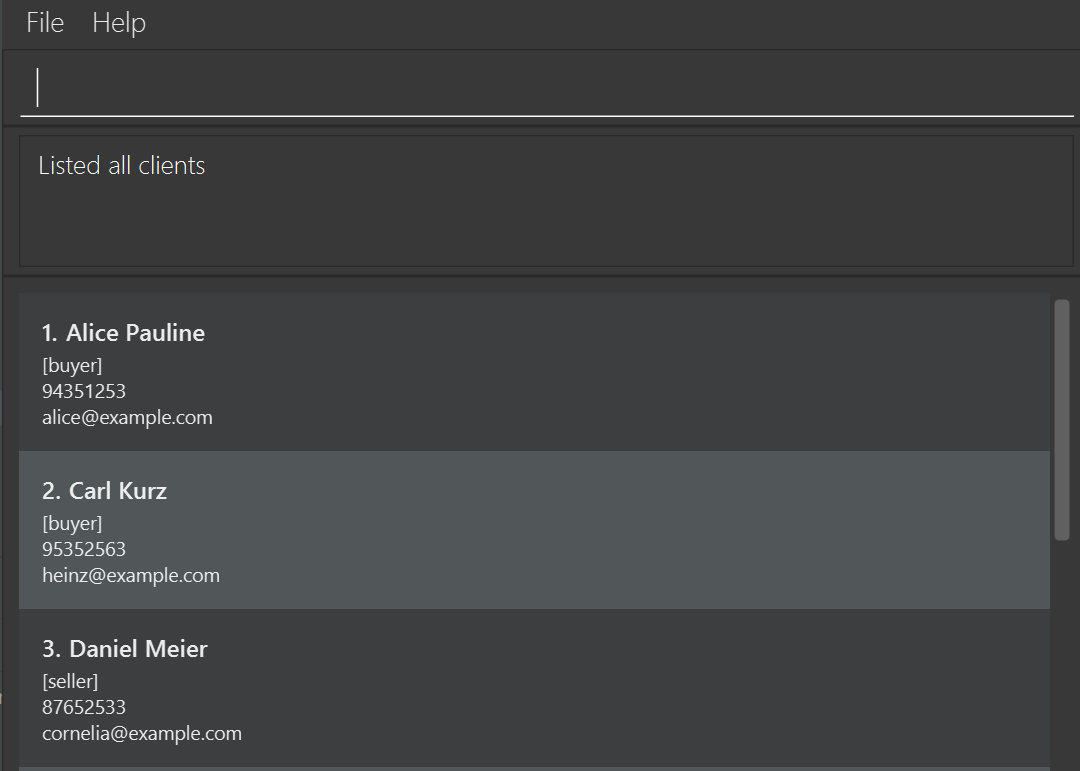 File Help
Listed all clients
1. Alice Pauline
[buyer]
94351253
alice@example.com
2. Carl Kurz
[buyer]
95352563
heinz@example.com
3. Daniel Meier
[seller]
87652533
cornelia@example.com